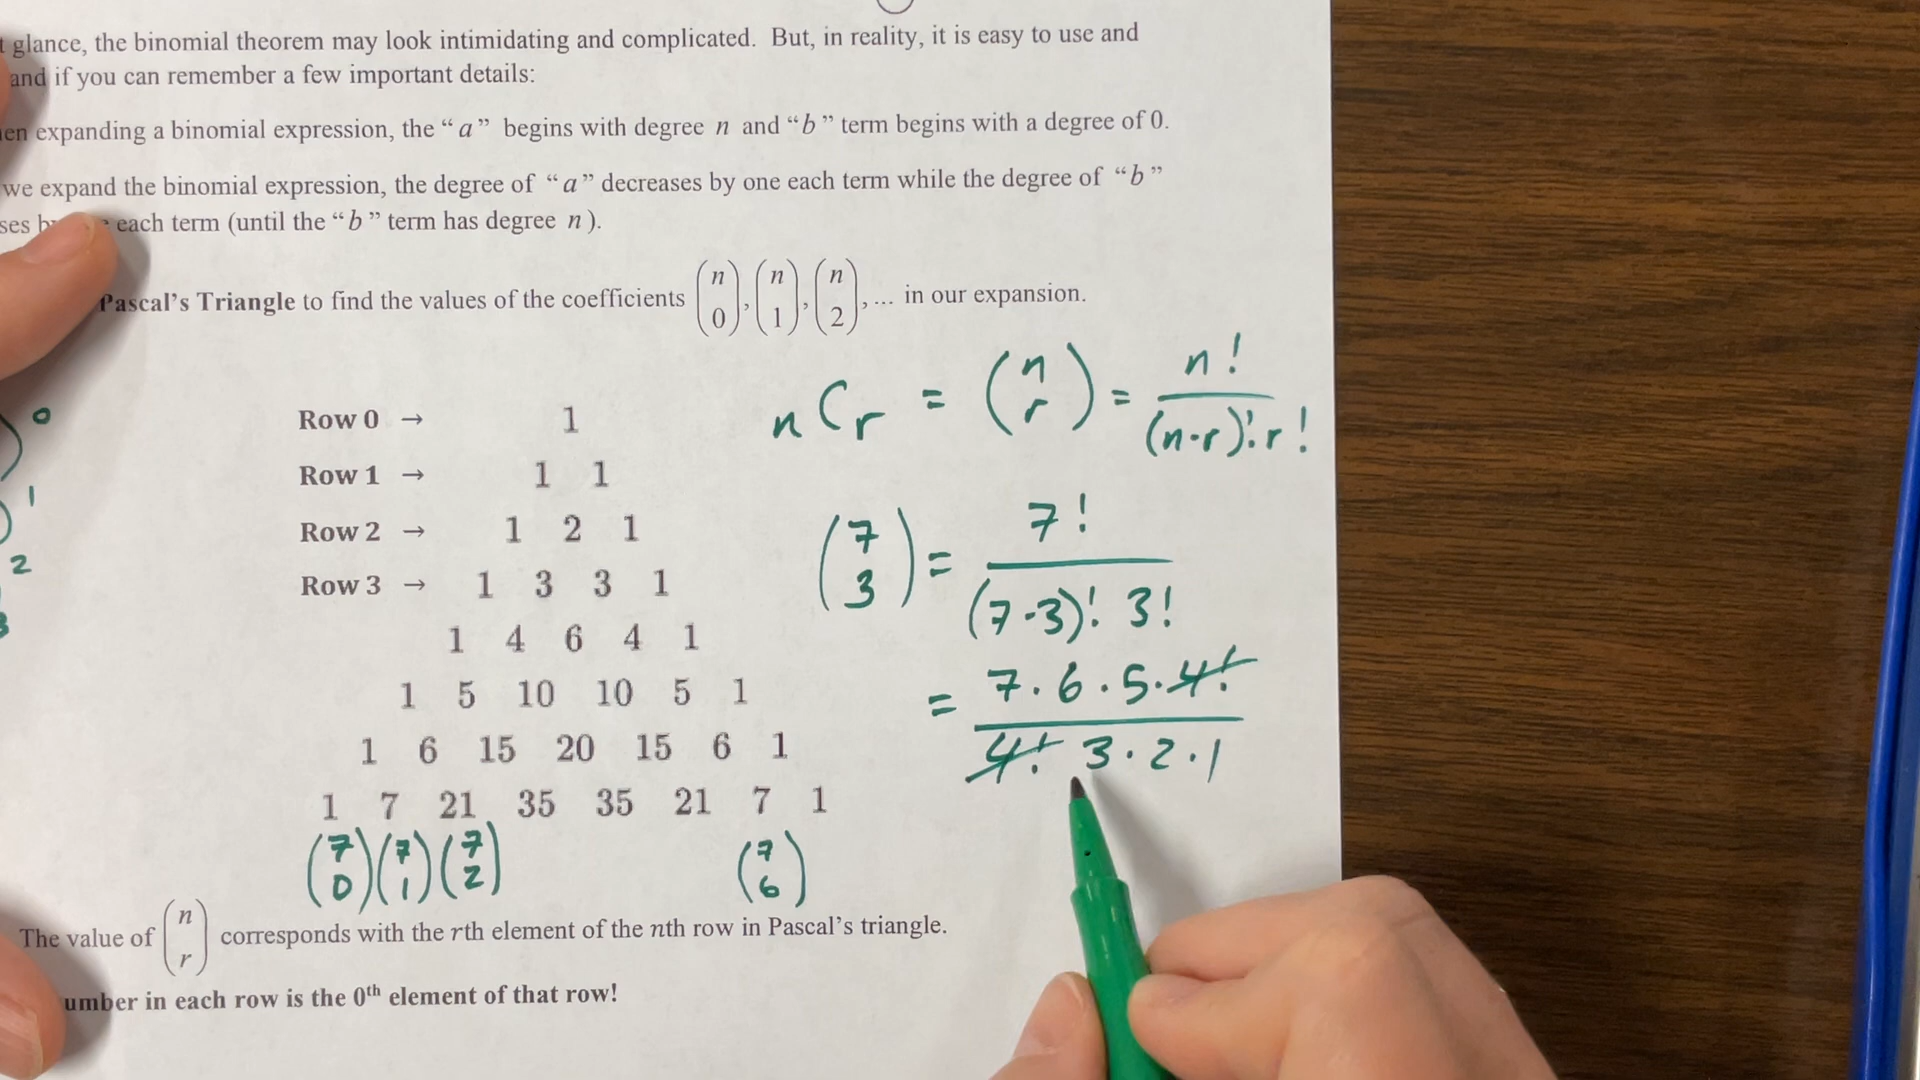 glance, the binomial theorem may look intimidating and complicated. But, in reality, it is easy to use and
and if you can remember a few important details:
expanding a binomial expression, the “a” begins with degree n and “b” term begins with a degree of 0.
we expand the binomial expression, the degree of “a” decreases by one each term while the degree of “b”
each term (until the “b” term has degree n).
Pascal's Triangle to find the values of the coefficients (n 0), (n 1), (n 2), ... in our expansion.
nCr = (n r) = n! / (n-r)! r!
Row 0 → 1
Row 1 → 1 1
Row 2 → 1 2 1
Row 3 → 1 3 3 1
1 4 6 4 1
1 5 10 10 5 1
1 6 15 20 15 6 1
1 7 21 35 35 21 7 1
(7 0) (7 1) (7 2) (7 6)
(7 3) = 7! / (7-3)! 3!
= 7 · 6 · 5 · 4! / 4! 3 · 2 · 1
0
1
2
3
The value of (n r) corresponds with the rth element of the nth row in Pascal's triangle.
in each row is the 0th element of that row!